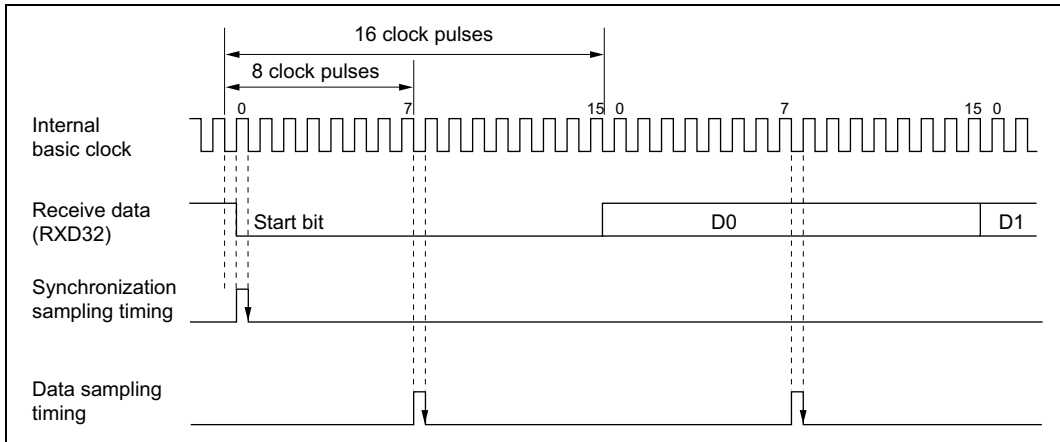 16 clock pulses
8 clock pulses
0 7 15 0 7 15 0
Internal
basic clock
Receive data
(RXD32)
Start bit D0 D1
Synchronization
sampling timing
Data sampling
timing